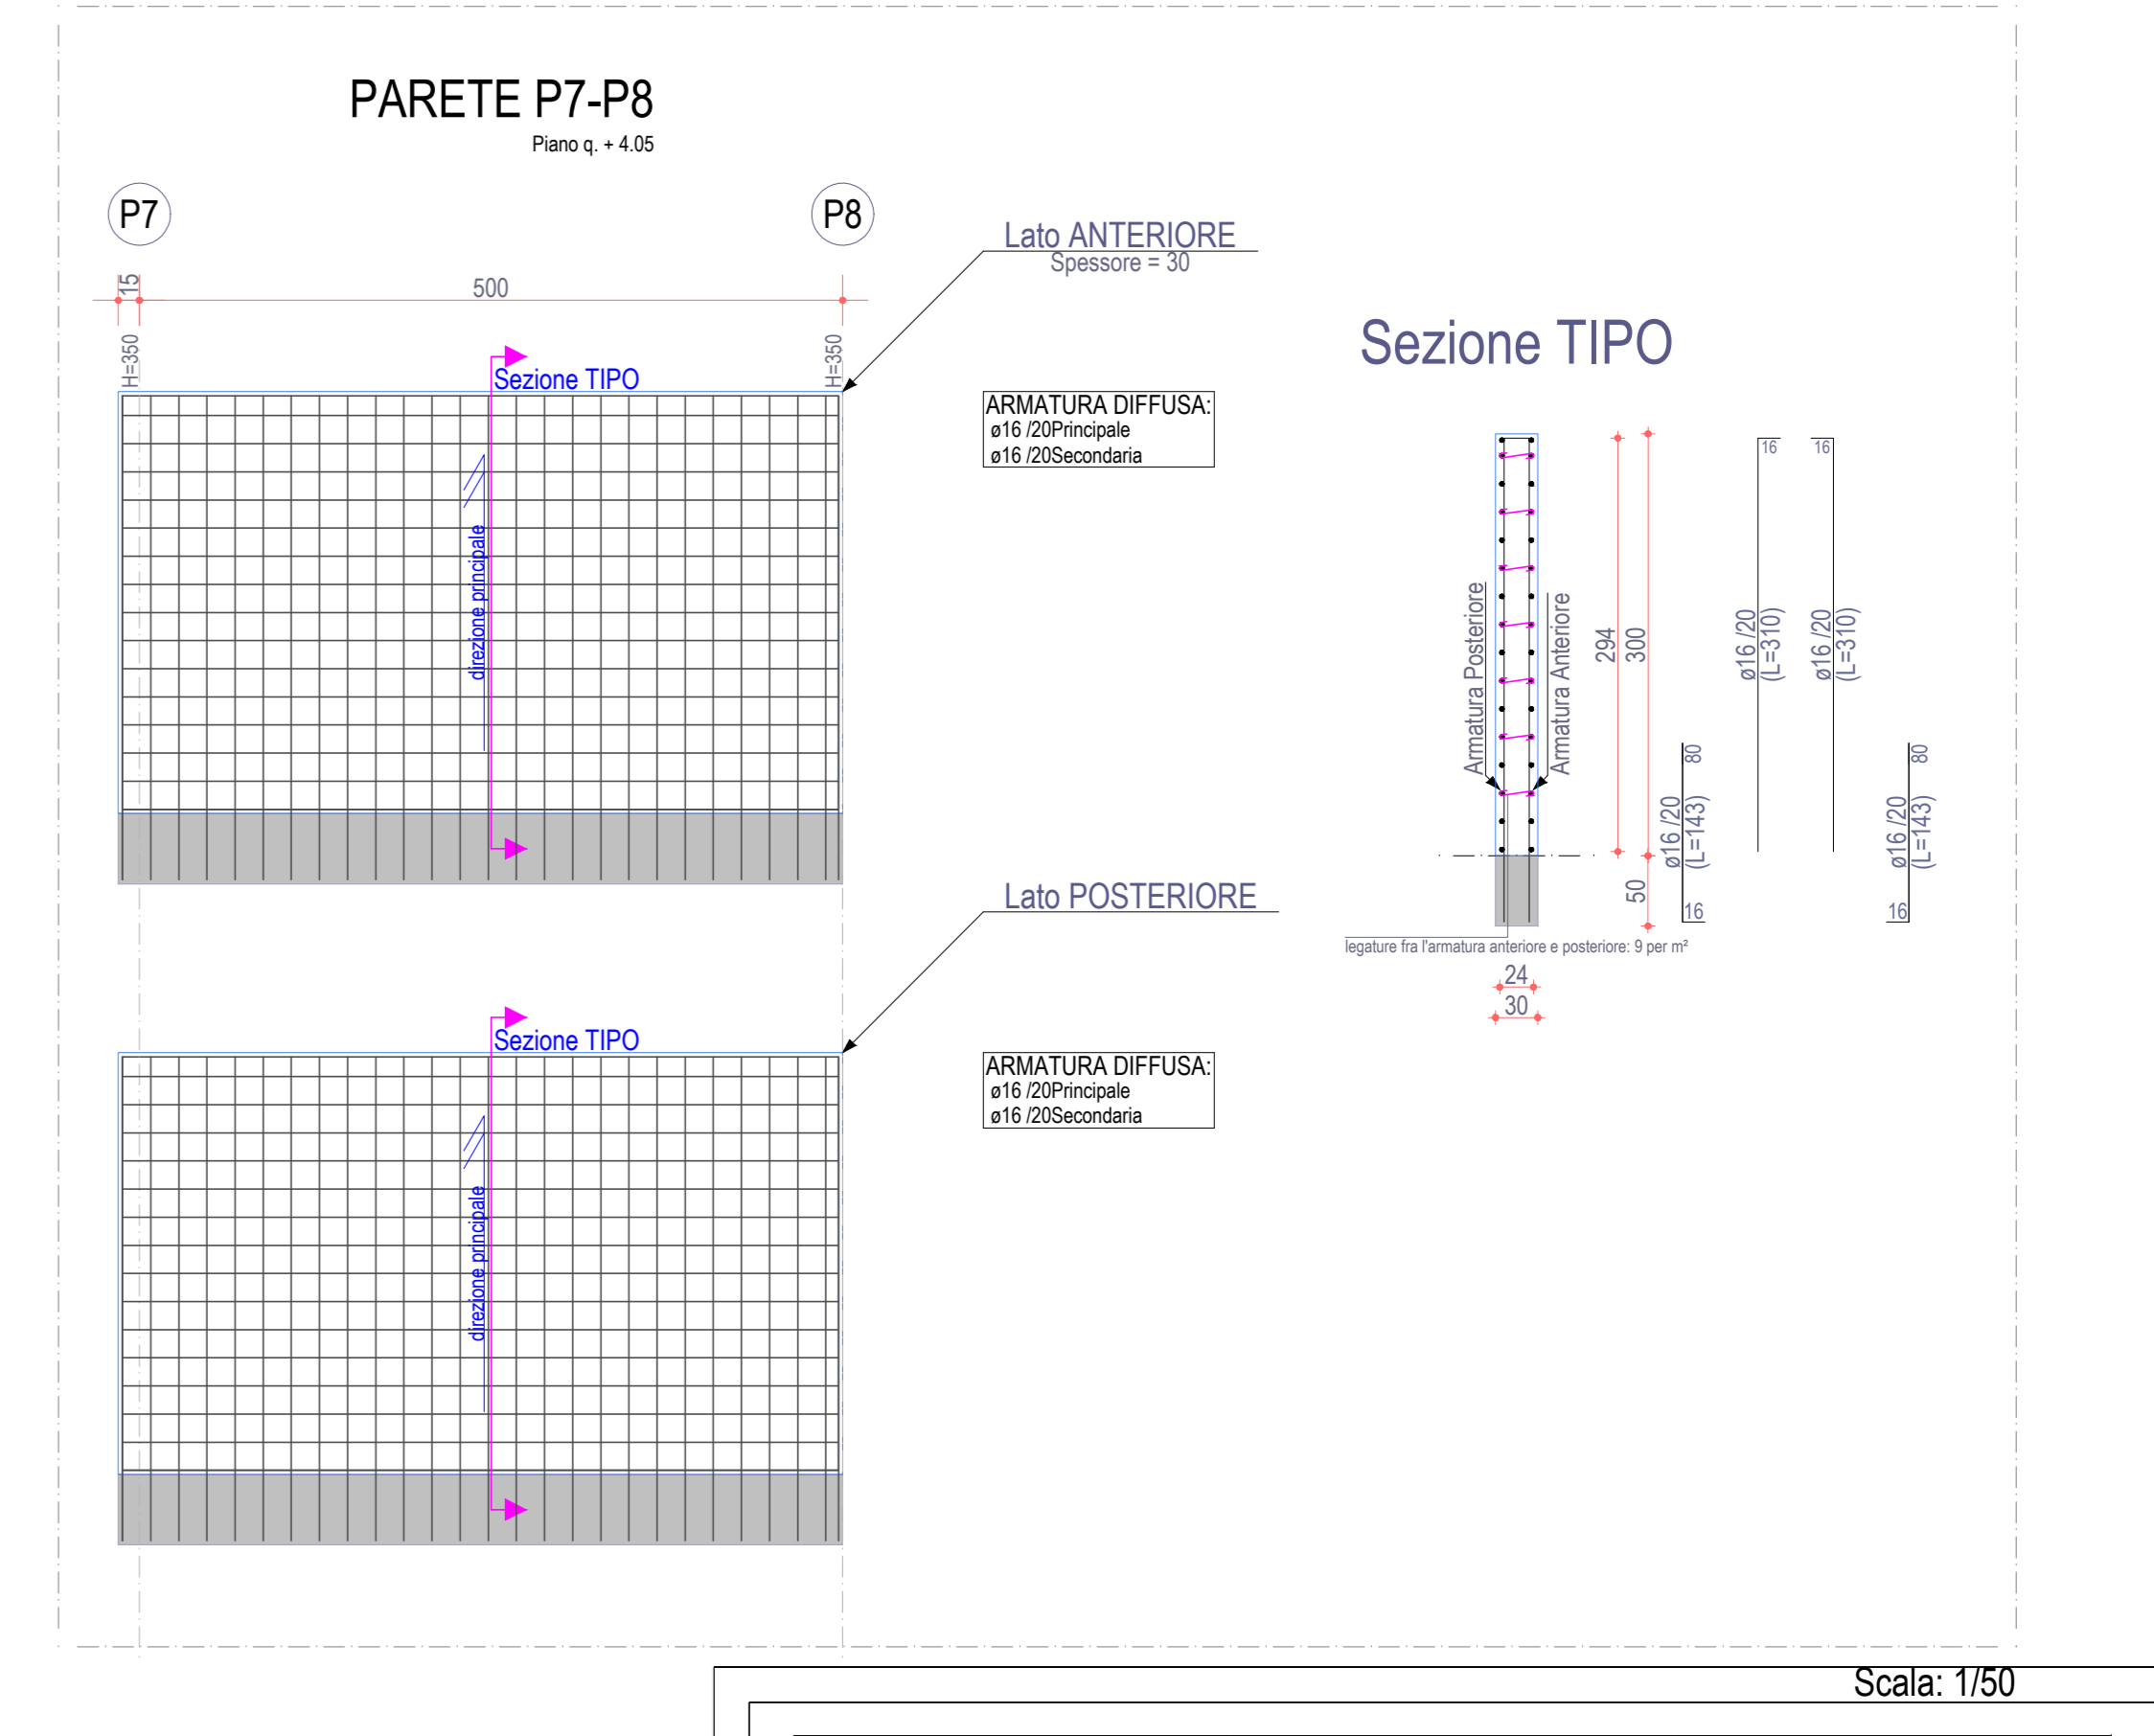 PARETE P7-P8
Piano q. + 4.05
P7
P8
15
500
H=350
H=350
Sezione TIPO
direzione principale
Lato ANTERIORE
Spessore = 30
ARMATURA DIFFUSA:
ø16 /20Principale
ø16 /20Secondaria
Sezione TIPO
Armatura Posteriore
Armatura Anteriore
294
300
50
16
16
ø16 /20
(L=310)
ø16 /20
(L=310)
80
ø16 /20
(L=143)
16
80
ø16 /20
(L=143)
16
legature fra l'armatura anteriore e posteriore: 9 per m²
24
30
Lato POSTERIORE
Sezione TIPO
direzione principale
ARMATURA DIFFUSA:
ø16 /20Principale
ø16 /20Secondaria
Scala: 1/50